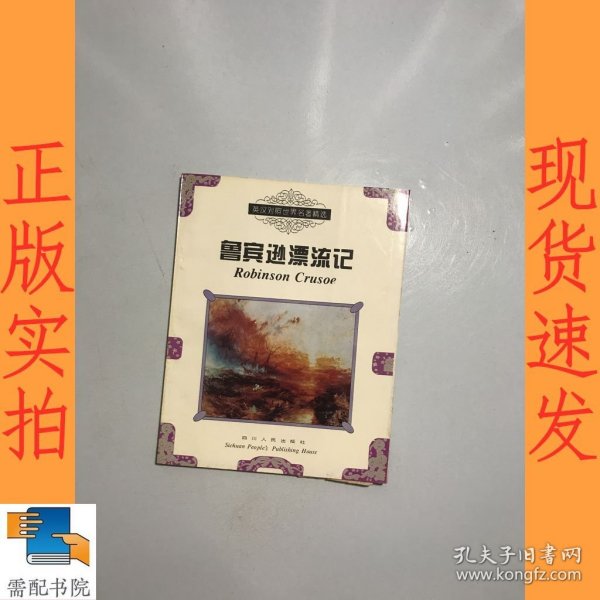 正版实拍
现货速发
英汉对照世界名著精选
鲁宾逊漂流记
Robinson Crusoe
四川人民出版社
Sichuan People's Publishing House
需配书院
孔夫子旧书网
www.kongfz.com